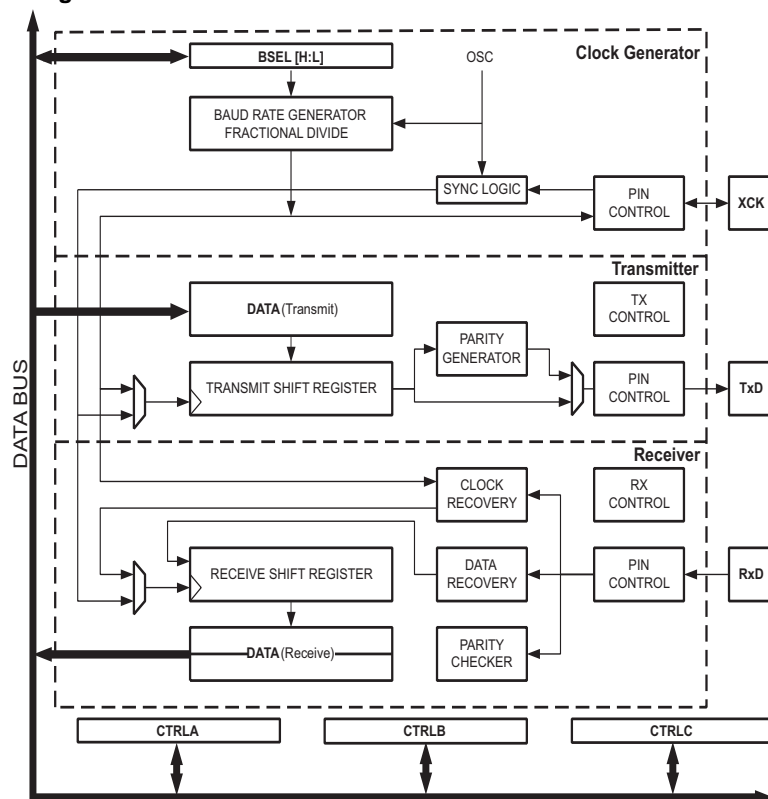 BSEL [H:L]
OSC
Clock Generator
BAUD RATE GENERATOR
FRACTIONAL DIVIDE
SYNC LOGIC
PIN
CONTROL
XCK
Transmitter
DATA (Transmit)
TX
CONTROL
PARITY
GENERATOR
TRANSMIT SHIFT REGISTER
PIN
CONTROL
TxD
DATA BUS
Receiver
CLOCK
RECOVERY
RX
CONTROL
RECEIVE SHIFT REGISTER
DATA
RECOVERY
PIN
CONTROL
RxD
DATA (Receive)
PARITY
CHECKER
CTRLA
CTRLB
CTRLC